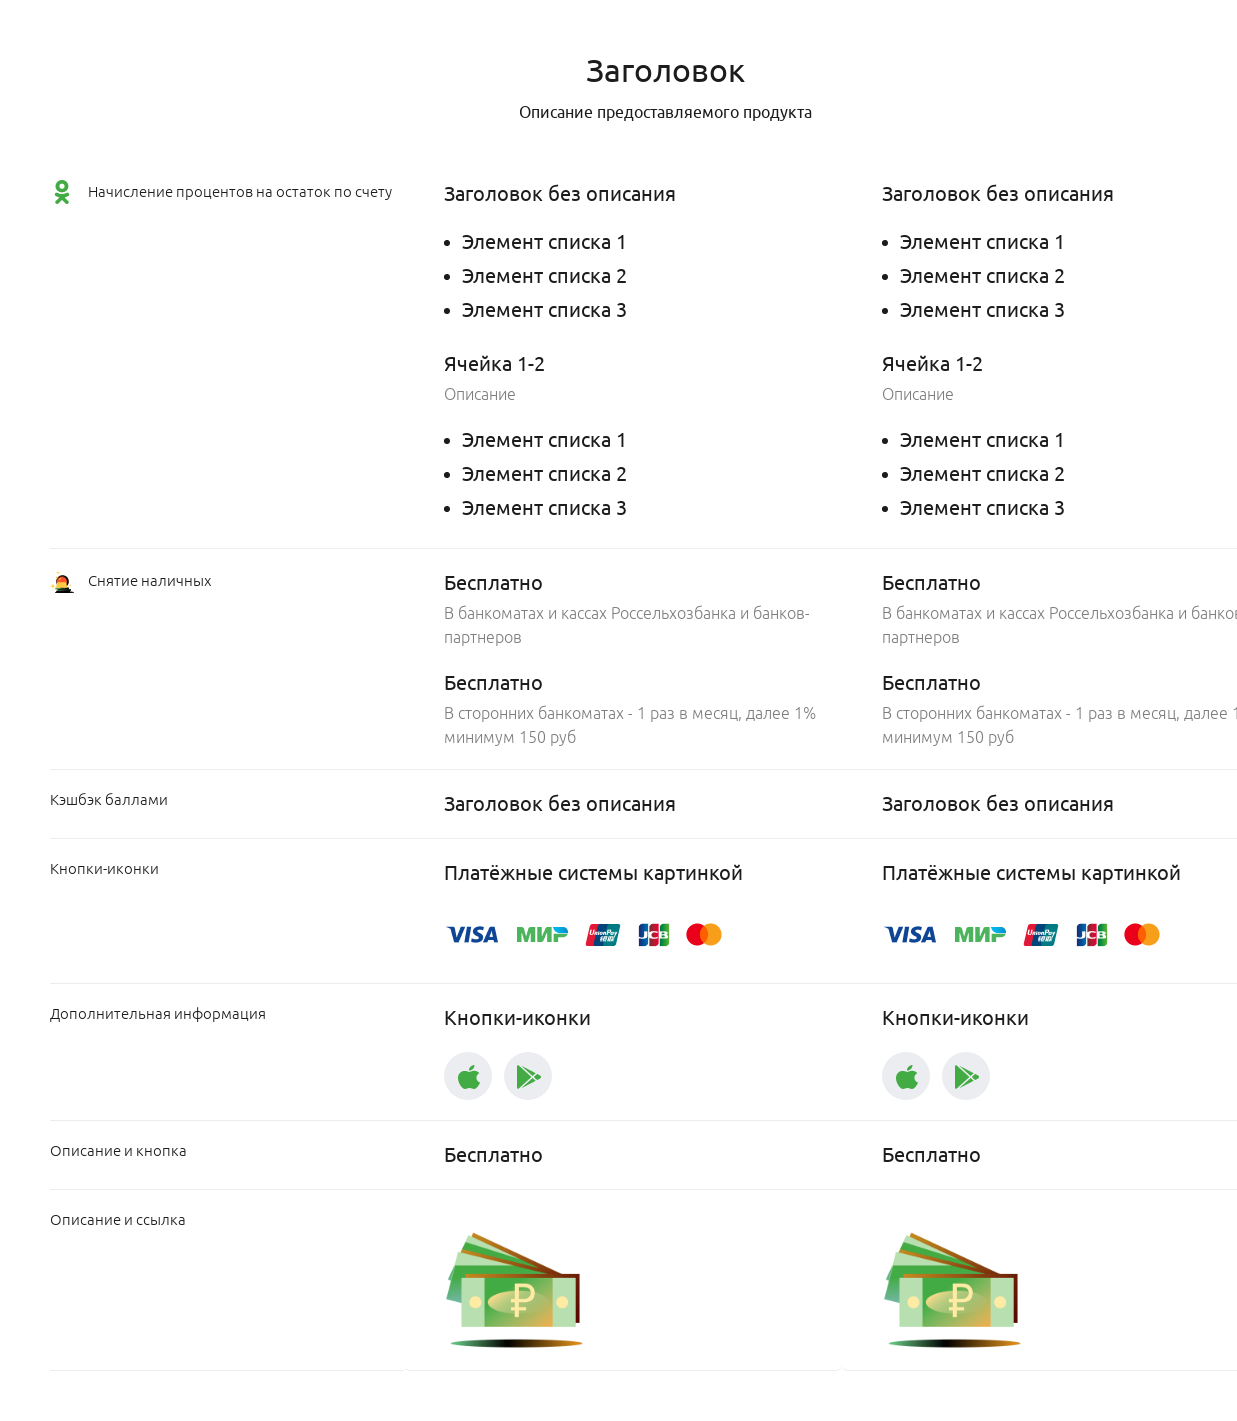 Заголовок
Описание предоставляемого продукта
Начисление процентов на остаток по счету
Заголовок без описания
Заголовок без описания
• Элемент списка 1
• Элемент списка 1
• Элемент списка 2
• Элемент списка 2
• Элемент списка 3
• Элемент списка 3
Ячейка 1-2
Ячейка 1-2
Описание
Описание
• Элемент списка 1
• Элемент списка 1
• Элемент списка 2
• Элемент списка 2
• Элемент списка 3
• Элемент списка 3
Снятие наличных
Бесплатно
Бесплатно
В банкоматах и кассах Россельхозбанка и банков-
В банкоматах и кассах Россельхозбанка и банков
партнеров
партнеров
Бесплатно
Бесплатно
В сторонних банкоматах - 1 раз в месяц, далее 1%
В сторонних банкоматах - 1 раз в месяц, далее 1
минимум 150 руб
минимум 150 руб
Кэшбэк баллами
Заголовок без описания
Заголовок без описания
Кнопки-иконки
Платёжные системы картинкой
Платёжные системы картинкой
VISA МИР UnionPay 银联 JCB
VISA МИР UnionPay 银联 JCB
Дополнительная информация
Кнопки-иконки
Кнопки-иконки
Описание и кнопка
Бесплатно
Бесплатно
Описание и ссылка
₽
₽